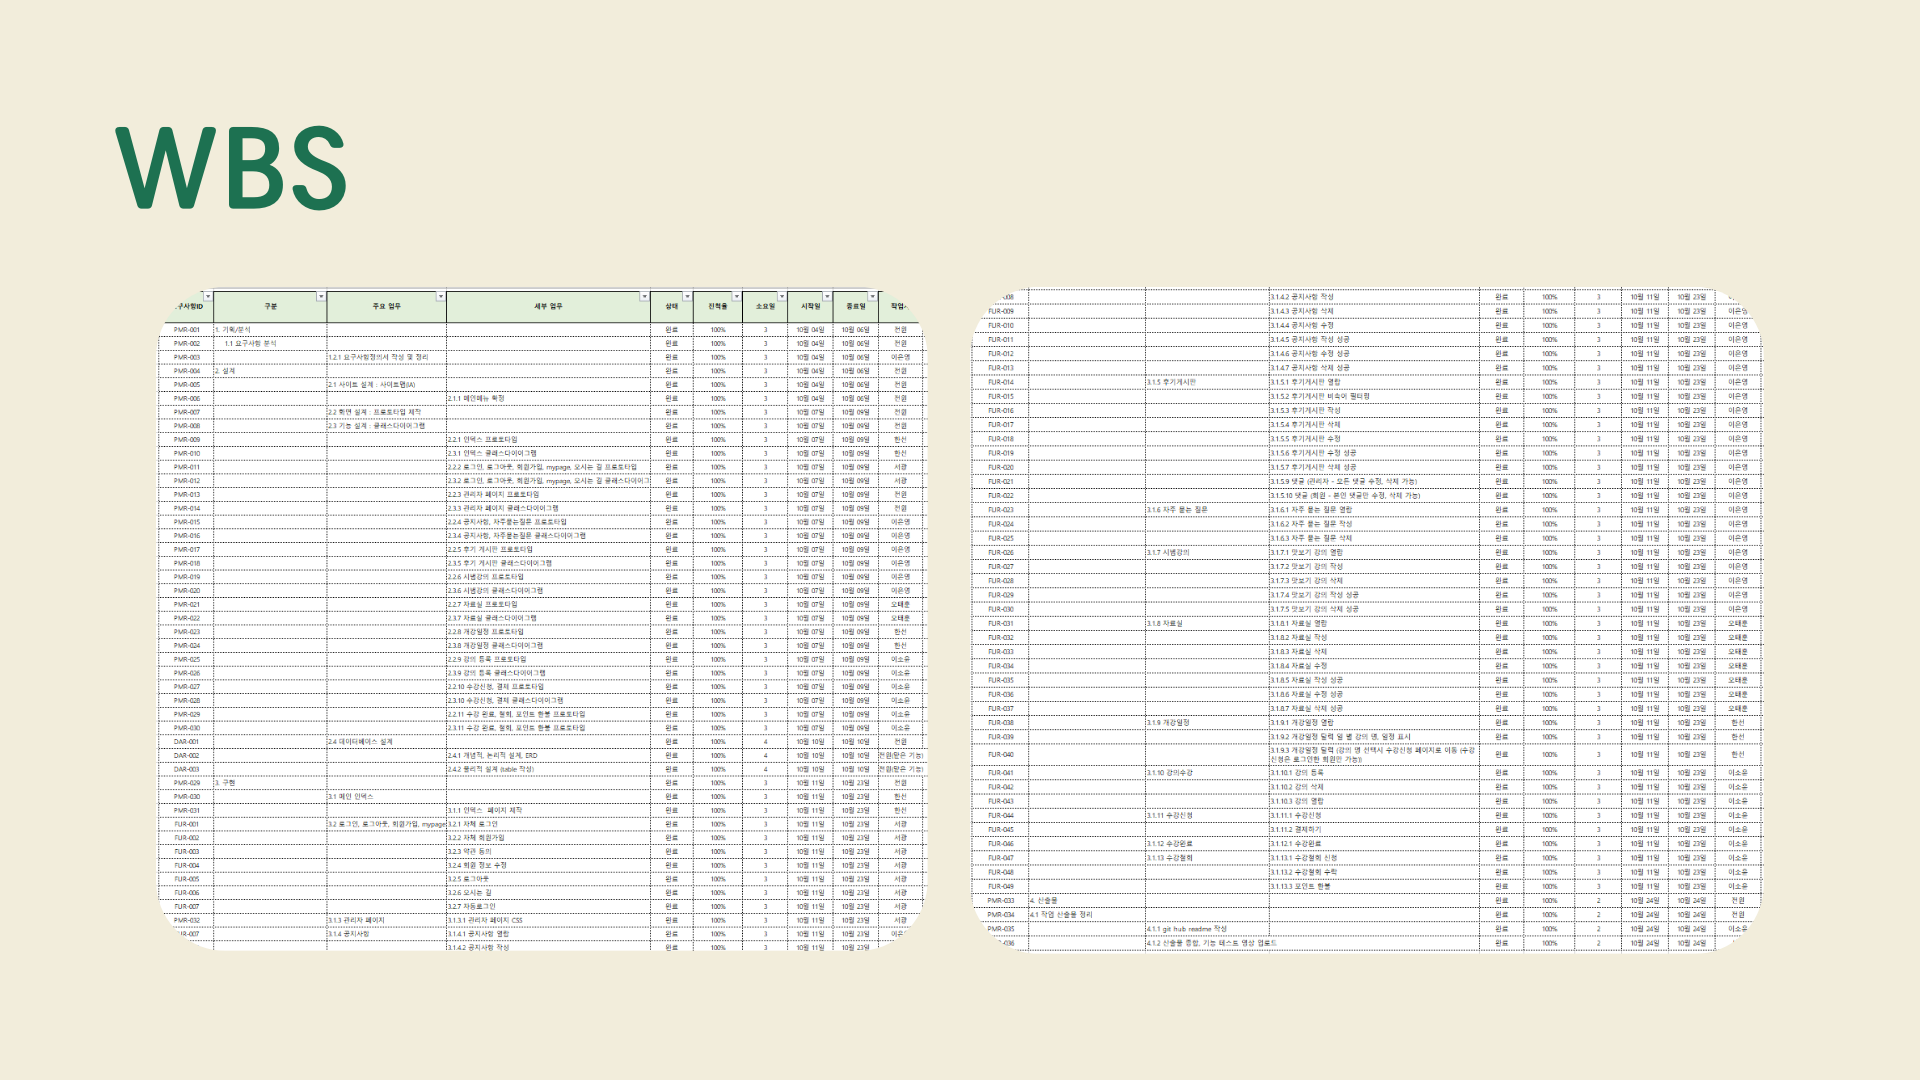 WBS
구사항ID 구분 주요 업무 세부 업무 상태 진척율 소요일 시작일 종료일 작업
PMR-001 1. 기획/분석 완료 100% 3 10월 04일 10월 06일 전원
PMR-002 1.1 요구사항 분석 완료 100% 3 10월 04일 10월 06일 전원
PMR-003 1.2.1 요구사항정의서 작성 및 정리 완료 100% 3 10월 04일 10월 06일 이은영
PMR-004 2. 설계 완료 100% 3 10월 04일 10월 06일 전원
PMR-005 2.1 사이트 설계 : 사이트맵(IA) 완료 100% 3 10월 04일 10월 06일 전원
PMR-006 2.1.1 메인메뉴 확정 완료 100% 3 10월 04일 10월 06일 전원
PMR-007 2.2 화면 설계 : 프로토타입 제작 완료 100% 3 10월 07일 10월 09일 전원
PMR-008 2.3 기능 설계 : 클래스다이어그램 완료 100% 3 10월 07일 10월 09일 전원
PMR-009 2.2.1 인덱스 프로토타입 완료 100% 3 10월 07일 10월 09일 한선
PMR-010 2.3.1 인덱스 클래스다이어그램 완료 100% 3 10월 07일 10월 09일 한선
PMR-011 2.2.2 로그인, 로그아웃, 회원가입, mypage, 오시는 길 프로토타입 완료 100% 3 10월 07일 10월 09일 서광
PMR-012 2.3.2 로그인, 로그아웃, 회원가입, mypage, 오시는 길 클래스다이어그 완료 100% 3 10월 07일 10월 09일 서광
PMR-013 2.2.3 관리자 페이지 프로토타입 완료 100% 3 10월 07일 10월 09일 전원
PMR-014 2.3.3 관리자 페이지 클래스다이어그램 완료 100% 3 10월 07일 10월 09일 전원
PMR-015 2.2.4 공지사항, 자주묻는질문 프로토타입 완료 100% 3 10월 07일 10월 09일 이은영
PMR-016 2.3.4 공지사항, 자주묻는질문 클래스다이어그램 완료 100% 3 10월 07일 10월 09일 이은영
PMR-017 2.2.5 후기 게시판 프로토타입 완료 100% 3 10월 07일 10월 09일 이은영
PMR-018 2.3.5 후기 게시판 클래스다이어그램 완료 100% 3 10월 07일 10월 09일 이은영
PMR-019 2.2.6 시범강의 프로토타입 완료 100% 3 10월 07일 10월 09일 이은영
PMR-020 2.3.6 시범강의 클래스다이어그램 완료 100% 3 10월 07일 10월 09일 이은영
PMR-021 2.2.7 자료실 프로토타입 완료 100% 3 10월 07일 10월 09일 오태훈
PMR-022 2.3.7 자료실 클래스다이어그램 완료 100% 3 10월 07일 10월 09일 오태훈
PMR-023 2.2.8 개강일정 프로토타입 완료 100% 3 10월 07일 10월 09일 한선
PMR-024 2.3.8 개강일정 클래스다이어그램 완료 100% 3 10월 07일 10월 09일 한선
PMR-025 2.2.9 강의 등록 프로토타입 완료 100% 3 10월 07일 10월 09일 이소윤
PMR-026 2.3.9 강의 등록 클래스다이어그램 완료 100% 3 10월 07일 10월 09일 이소윤
PMR-027 2.2.10 수강신청, 결제 프로토타입 완료 100% 3 10월 07일 10월 09일 이소윤
PMR-028 2.3.10 수강신청, 결제 클래스다이어그램 완료 100% 3 10월 07일 10월 09일 이소윤
PMR-029 2.2.11 수강 완료, 철회, 포인트 환불 프로토타입 완료 100% 3 10월 07일 10월 09일 이소윤
PMR-030 2.3.11 수강 완료, 철회, 포인트 환불 클래스다이어그램 완료 100% 3 10월 07일 10월 09일 이소윤
DAR-001 2.4 데이터베이스 설계 완료 100% 4 10월 10일 10월 10일 전원
DAR-002 2.4.1 개념적, 논리적 설계, ERD 완료 100% 4 10월 10일 10월 10일 전원(맡은 기능)
DAR-003 2.4.2 물리적 설계 (table 작성) 완료 100% 4 10월 10일 10월 10일 전원(맡은 기능)
PMR-029 3. 구현 완료 100% 3 10월 11일 10월 23일 전원
PMR-030 3.1 메인 인덱스 완료 100% 3 10월 11일 10월 23일 한선
PMR-031 3.1.1 인덱스 페이지 제작 완료 100% 3 10월 11일 10월 23일 한선
FUR-001 3.2 로그인, 로그아웃, 회원가입, mypage 3.2.1 자체 로그인 완료 100% 3 10월 11일 10월 23일 서광
FUR-002 3.2.2 자체 회원가입 완료 100% 3 10월 11일 10월 23일 서광
FUR-003 3.2.3 약관 동의 완료 100% 3 10월 11일 10월 23일 서광
FUR-004 3.2.4 회원 정보 수정 완료 100% 3 10월 11일 10월 23일 서광
FUR-005 3.2.5 로그아웃 완료 100% 3 10월 11일 10월 23일 서광
FUR-006 3.2.6 오시는 길 완료 100% 3 10월 11일 10월 23일 서광
FUR-007 3.2.7 자동로그인 완료 100% 3 10월 11일 10월 23일 서광
PMR-032 3.1.3 관리자 페이지 3.1.3.1 관리자 페이지 CSS 완료 100% 3 10월 11일 10월 23일 서광
UR-007 3.1.4 공지사항 3.1.4.1 공지사항 열람 완료 100% 3 10월 11일 10월 23일 이은
3.1.4.2 공지사항 작성 완료 100% 3 10월 11일 10월 23일
-008 3.1.4.2 공지사항 작성 완료 100% 3 10월 11일 10월 23일
FUR-009 3.1.4.3 공지사항 삭제 완료 100% 3 10월 11일 10월 23일 이은영
FUR-010 3.1.4.4 공지사항 수정 완료 100% 3 10월 11일 10월 23일 이은영
FUR-011 3.1.4.5 공지사항 작성 성공 완료 100% 3 10월 11일 10월 23일 이은영
FUR-012 3.1.4.6 공지사항 수정 성공 완료 100% 3 10월 11일 10월 23일 이은영
FUR-013 3.1.4.7 공지사항 삭제 성공 완료 100% 3 10월 11일 10월 23일 이은영
FUR-014 3.1.5 후기게시판 3.1.5.1 후기게시판 열람 완료 100% 3 10월 11일 10월 23일 이은영
FUR-015 3.1.5.2 후기게시판 비속어 필터링 완료 100% 3 10월 11일 10월 23일 이은영
FUR-016 3.1.5.3 후기게시판 작성 완료 100% 3 10월 11일 10월 23일 이은영
FUR-017 3.1.5.4 후기게시판 삭제 완료 100% 3 10월 11일 10월 23일 이은영
FUR-018 3.1.5.5 후기게시판 수정 완료 100% 3 10월 11일 10월 23일 이은영
FUR-019 3.1.5.6 후기게시판 수정 성공 완료 100% 3 10월 11일 10월 23일 이은영
FUR-020 3.1.5.7 후기게시판 삭제 성공 완료 100% 3 10월 11일 10월 23일 이은영
FUR-021 3.1.5.9 댓글 (관리자 - 모든 댓글 수정, 삭제 가능) 완료 100% 3 10월 11일 10월 23일 이은영
FUR-022 3.1.5.10 댓글 (회원 - 본인 댓글만 수정, 삭제 가능) 완료 100% 3 10월 11일 10월 23일 이은영
FUR-023 3.1.6 자주 묻는 질문 3.1.6.1 자주 묻는 질문 열람 완료 100% 3 10월 11일 10월 23일 이은영
FUR-024 3.1.6.2 자주 묻는 질문 작성 완료 100% 3 10월 11일 10월 23일 이은영
FUR-025 3.1.6.3 자주 묻는 질문 삭제 완료 100% 3 10월 11일 10월 23일 이은영
FUR-026 3.1.7 시범강의 3.1.7.1 맛보기 강의 열람 완료 100% 3 10월 11일 10월 23일 이은영
FUR-027 3.1.7.2 맛보기 강의 작성 완료 100% 3 10월 11일 10월 23일 이은영
FUR-028 3.1.7.3 맛보기 강의 삭제 완료 100% 3 10월 11일 10월 23일 이은영
FUR-029 3.1.7.4 맛보기 강의 작성 성공 완료 100% 3 10월 11일 10월 23일 이은영
FUR-030 3.1.7.5 맛보기 강의 삭제 성공 완료 100% 3 10월 11일 10월 23일 이은영
FUR-031 3.1.8 자료실 3.1.8.1 자료실 열람 완료 100% 3 10월 11일 10월 23일 오태훈
FUR-032 3.1.8.2 자료실 작성 완료 100% 3 10월 11일 10월 23일 오태훈
FUR-033 3.1.8.3 자료실 삭제 완료 100% 3 10월 11일 10월 23일 오태훈
FUR-034 3.1.8.4 자료실 수정 완료 100% 3 10월 11일 10월 23일 오태훈
FUR-035 3.1.8.5 자료실 작성 성공 완료 100% 3 10월 11일 10월 23일 오태훈
FUR-036 3.1.8.6 자료실 수정 성공 완료 100% 3 10월 11일 10월 23일 오태훈
FUR-037 3.1.8.7 자료실 삭제 성공 완료 100% 3 10월 11일 10월 23일 오태훈
FUR-038 3.1.9 개강일정 3.1.9.1 개강일정 열람 완료 100% 3 10월 11일 10월 23일 한선
FUR-039 3.1.9.2 개강일정 달력 일 별 강의 명, 일정 표시 완료 100% 3 10월 11일 10월 23일 한선
FUR-040 3.1.9.3 개강일정 달력 (강의 명 선택시 수강신청 페이지로 이동 (수강 완료 100% 3 10월 11일 10월 23일 한선
신청은 로그인한 회원만 가능))
FUR-041 3.1.10 강의수강 3.1.10.1 강의 등록 완료 100% 3 10월 11일 10월 23일 이소윤
FUR-042 3.1.10.2 강의 삭제 완료 100% 3 10월 11일 10월 23일 이소윤
FUR-043 3.1.10.3 강의 열람 완료 100% 3 10월 11일 10월 23일 이소윤
FUR-044 3.1.11 수강신청 3.1.11.1 수강신청 완료 100% 3 10월 11일 10월 23일 이소윤
FUR-045 3.1.11.2 결제하기 완료 100% 3 10월 11일 10월 23일 이소윤
FUR-046 3.1.12 수강완료 3.1.12.1 수강완료 완료 100% 3 10월 11일 10월 23일 이소윤
FUR-047 3.1.13 수강철회 3.1.13.1 수강철회 신청 완료 100% 3 10월 11일 10월 23일 이소윤
FUR-048 3.1.13.2 수강철회 수락 완료 100% 3 10월 11일 10월 23일 이소윤
FUR-049 3.1.13.3 포인트 환불 완료 100% 3 10월 11일 10월 23일 이소윤
PMR-033 4. 산출물 완료 100% 2 10월 24일 10월 24일 전원
PMR-034 4.1 작업 산출물 정리 완료 100% 2 10월 24일 10월 24일 전원
PMR-035 4.1.1 git hub readme 작성 완료 100% 2 10월 24일 10월 24일 이소
-036 4.1.2 산출물 종합, 기능 테스트 영상 업로드 완료 100% 2 10월 24일 10월 24일